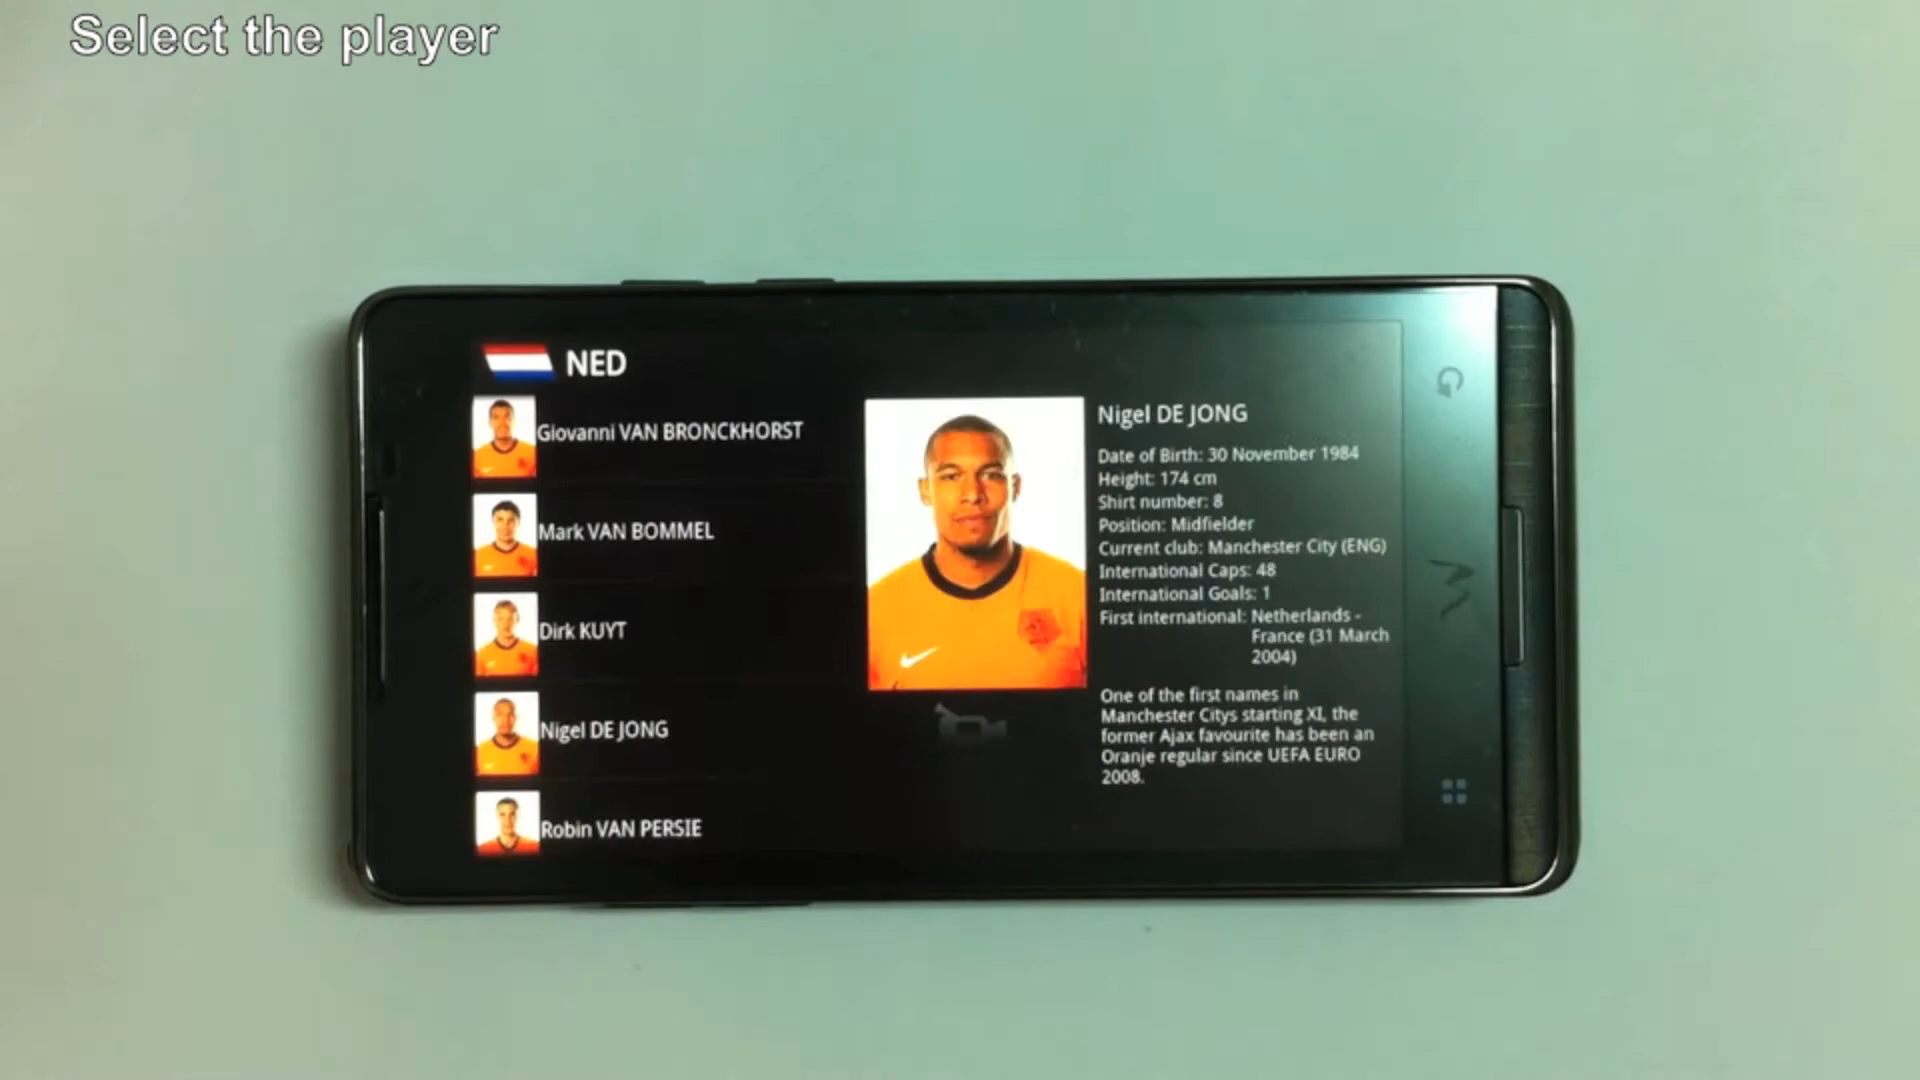 Select the player
NED
Giovanni VAN BRONCKHORST
Mark VAN BOMMEL
Dirk KUYT
Nigel DE JONG
Robin VAN PERSIE
Nigel DE JONG
Date of Birth: 30 November 1984
Height: 174 cm
Shirt number: 8
Position: Midfielder
Current club: Manchester City (ENG)
International Caps: 48
International Goals: 1
First international: Netherlands -
France (31 March
2004)
One of the first names in
Manchester Citys starting XI, the
former Ajax favourite has been an
Oranje regular since UEFA EURO
2008.